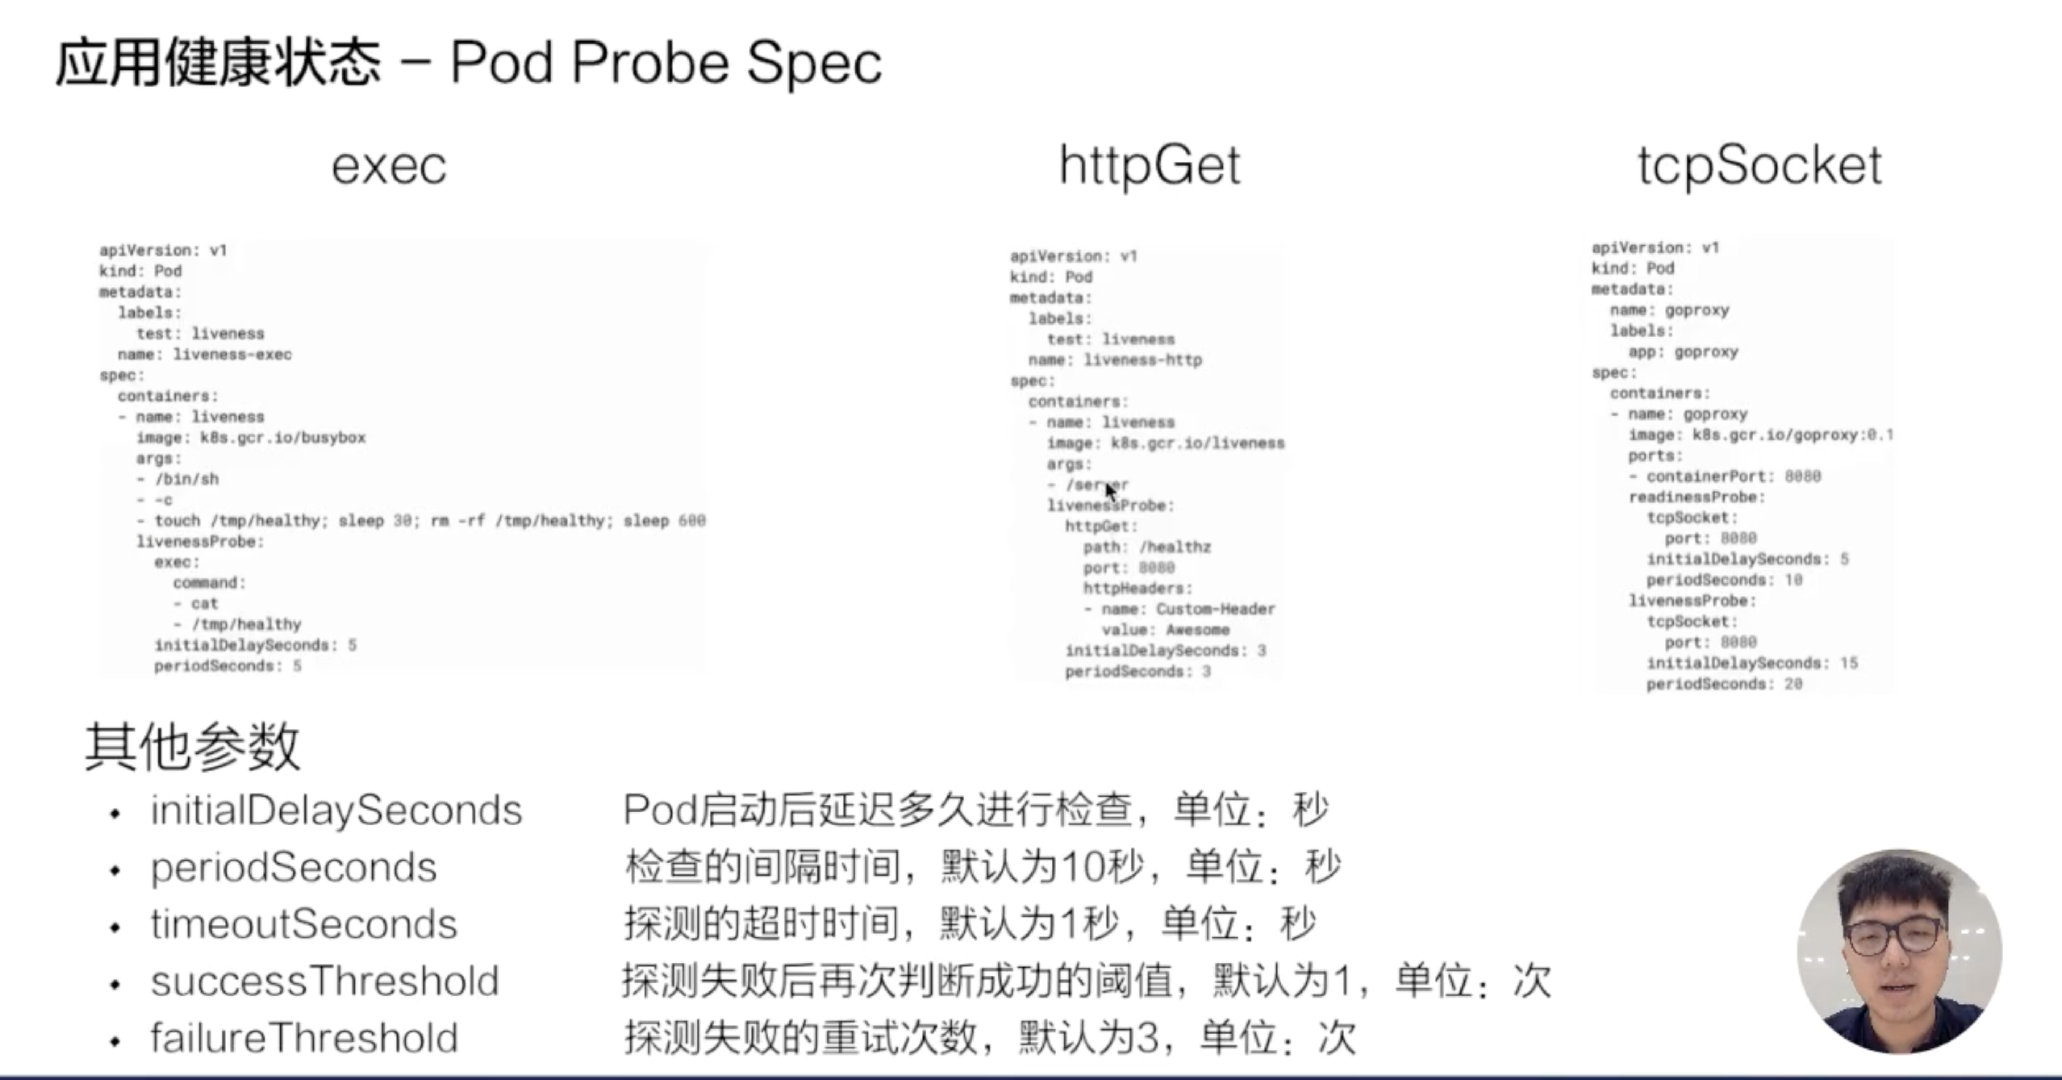 应用健康状态 – Pod Probe Spec
exec
apiVersion: v1
kind: Pod
metadata:
  labels:
    test: liveness
  name: liveness-exec
spec:
  containers:
  - name: liveness
    image: k8s.gcr.io/busybox
    args:
    - /bin/sh
    - -c
    - touch /tmp/healthy; sleep 30; rm -rf /tmp/healthy; sleep 600
    livenessProbe:
      exec:
        command:
        - cat
        - /tmp/healthy
      initialDelaySeconds: 5
      periodSeconds: 5
httpGet
apiVersion: v1
kind: Pod
metadata:
  labels:
    test: liveness
  name: liveness-http
spec:
  containers:
  - name: liveness
    image: k8s.gcr.io/liveness
    args:
    - /server
    livenessProbe:
      httpGet:
        path: /healthz
        port: 8080
        httpHeaders:
        - name: Custom-Header
          value: Awesome
      initialDelaySeconds: 3
      periodSeconds: 3
tcpSocket
apiVersion: v1
kind: Pod
metadata:
  name: goproxy
  labels:
    app: goproxy
spec:
  containers:
  - name: goproxy
    image: k8s.gcr.io/goproxy:0.1
    ports:
    - containerPort: 8080
    readinessProbe:
      tcpSocket:
        port: 8080
      initialDelaySeconds: 5
      periodSeconds: 10
    livenessProbe:
      tcpSocket:
        port: 8080
      initialDelaySeconds: 15
      periodSeconds: 20
其他参数
• initialDelaySeconds Pod启动后延迟多久进行检查，单位：秒
• periodSeconds 检查的间隔时间，默认为10秒，单位：秒
• timeoutSeconds 探测的超时时间，默认为1秒，单位：秒
• successThreshold 探测失败后再次判断成功的阈值，默认为1，单位：次
• failureThreshold 探测失败的重试次数，默认为3，单位：次